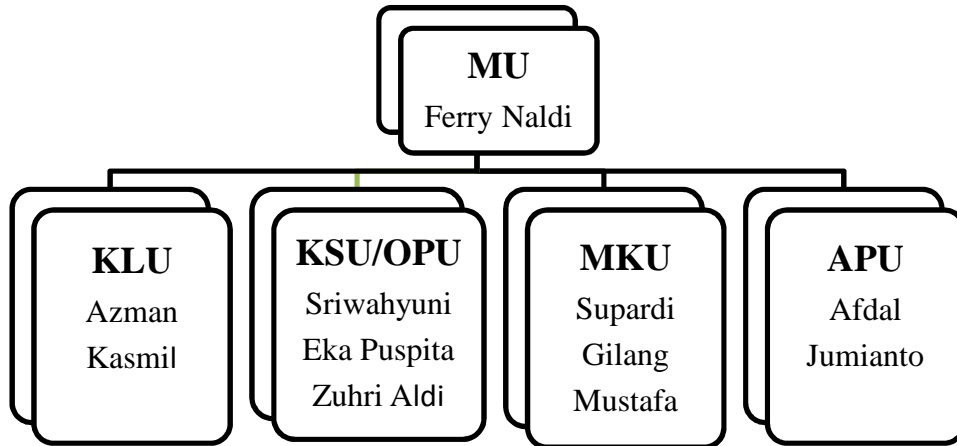 MU
Ferry Naldi
KLU
Azman
Kasmil
KSU/OPU
Sriwahyuni
Eka Puspita
Zuhri Aldi
MKU
Supardi
Gilang
Mustafa
APU
Afdal
Jumianto